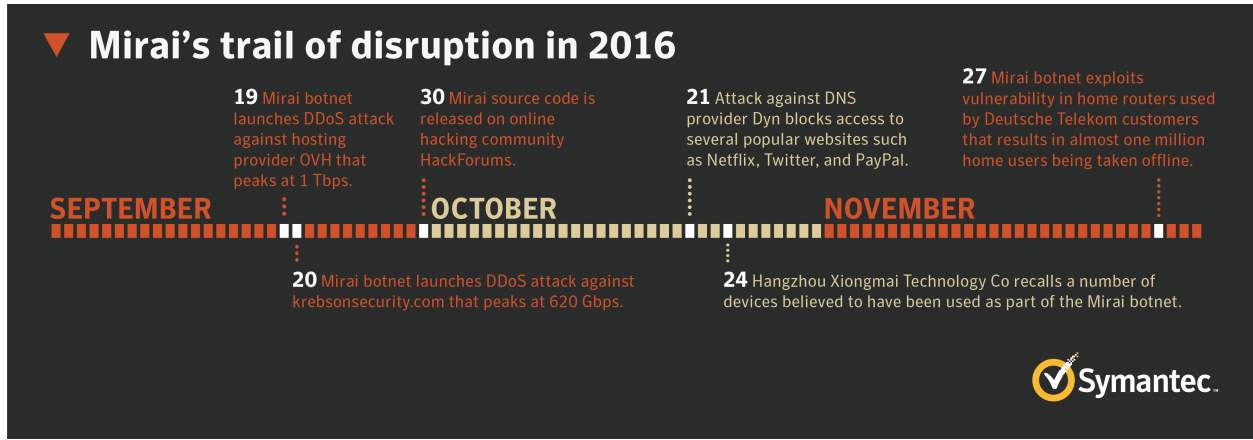 Mirai's trail of disruption in 2016
19 Mirai botnet
launches DDoS attack
against hosting
provider OVH that
peaks at 1 Tbps.
30 Mirai source code is
released on online
hacking community
HackForums.
21 Attack against DNS
provider Dyn blocks access to
several popular websites such
as Netflix, Twitter, and PayPal.
27 Mirai botnet exploits
vulnerability in home routers used
by Deutsche Telekom customers
that results in almost one million
home users being taken offline.
SEPTEMBER
OCTOBER
NOVEMBER
20 Mirai botnet launches DDoS attack against
krebsonsecurity.com that peaks at 620 Gbps.
24 Hangzhou Xiongmai Technology Co recalls a number of
devices believed to have been used as part of the Mirai botnet.
Symantec